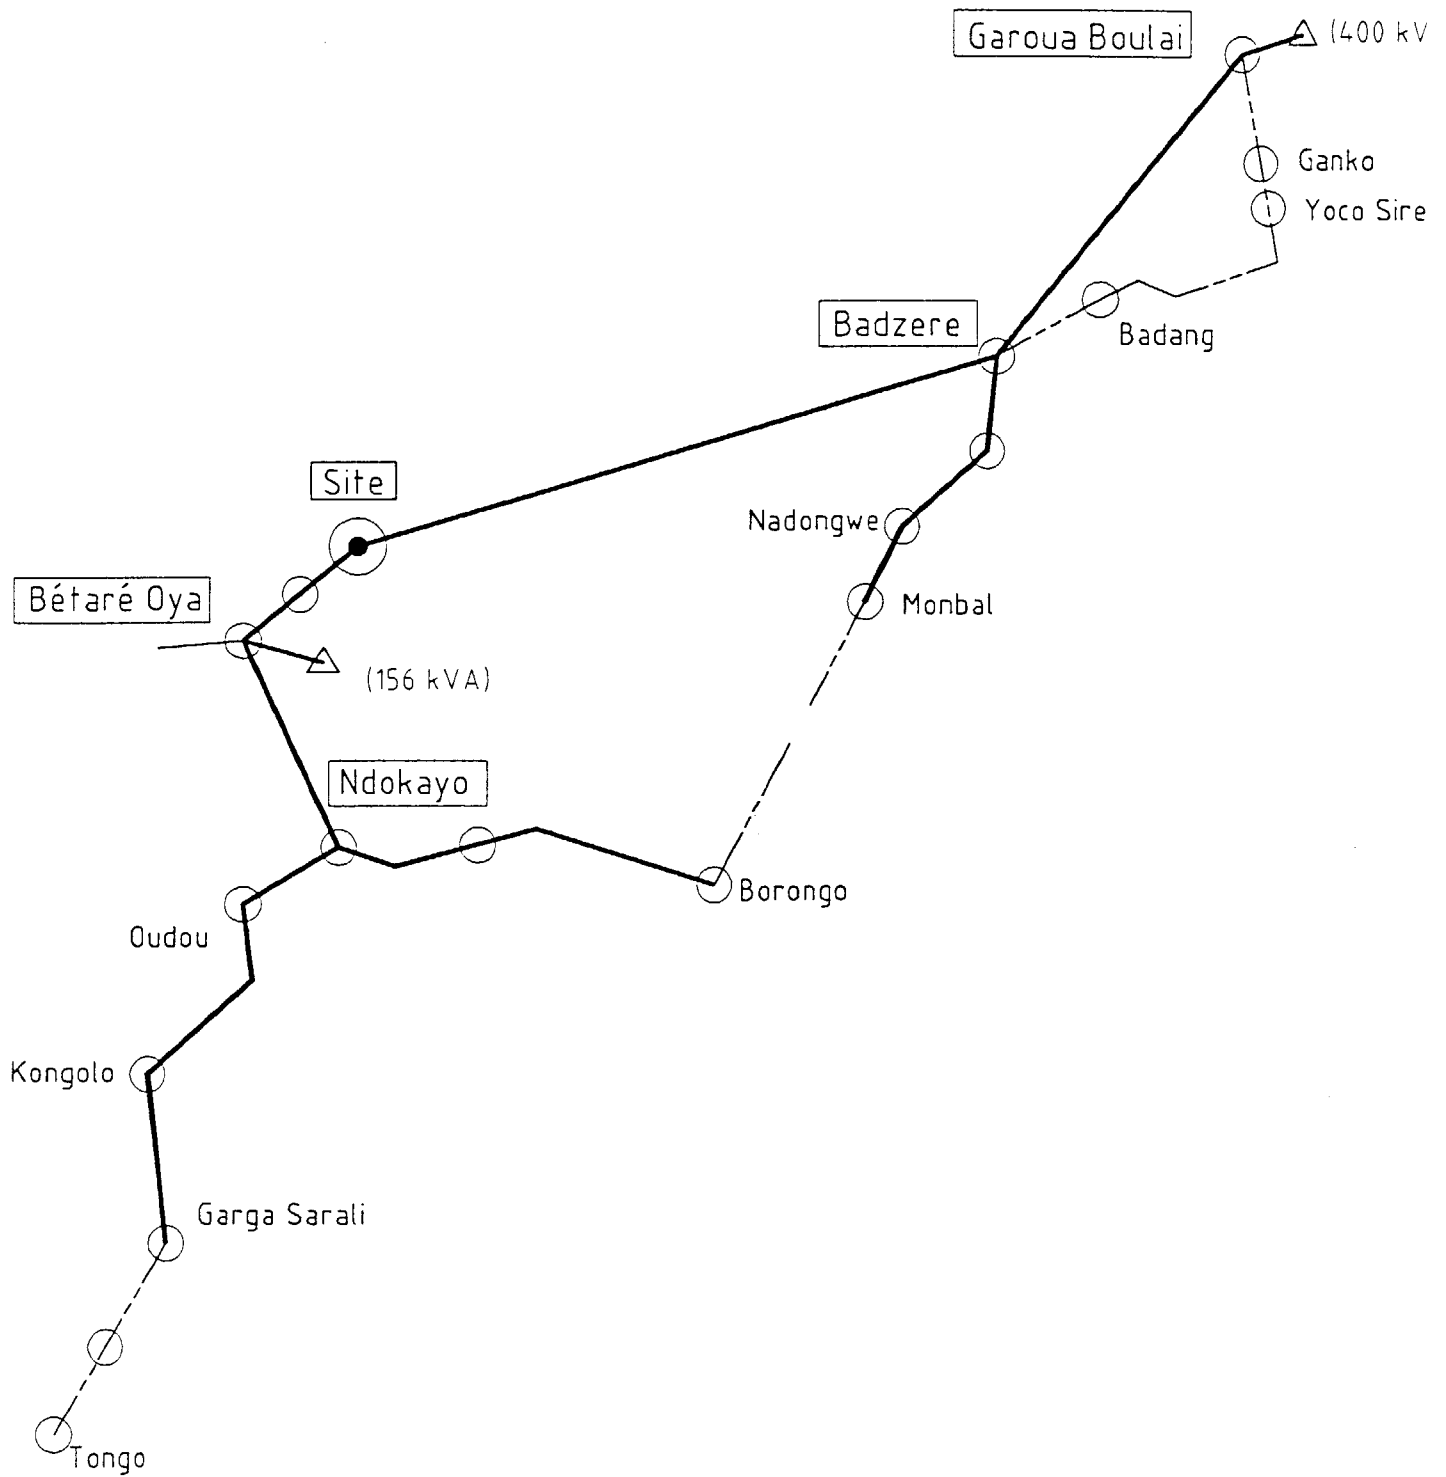 Garoua Boulai
(400 kV
Ganko
Yoco Sire
Badzere
Badang
Site
Nadongwe
Bétaré Oya
Monbal
(156 kVA)
Ndokayo
Borongo
Oudou
Kongolo
Garga Sarali
Tongo